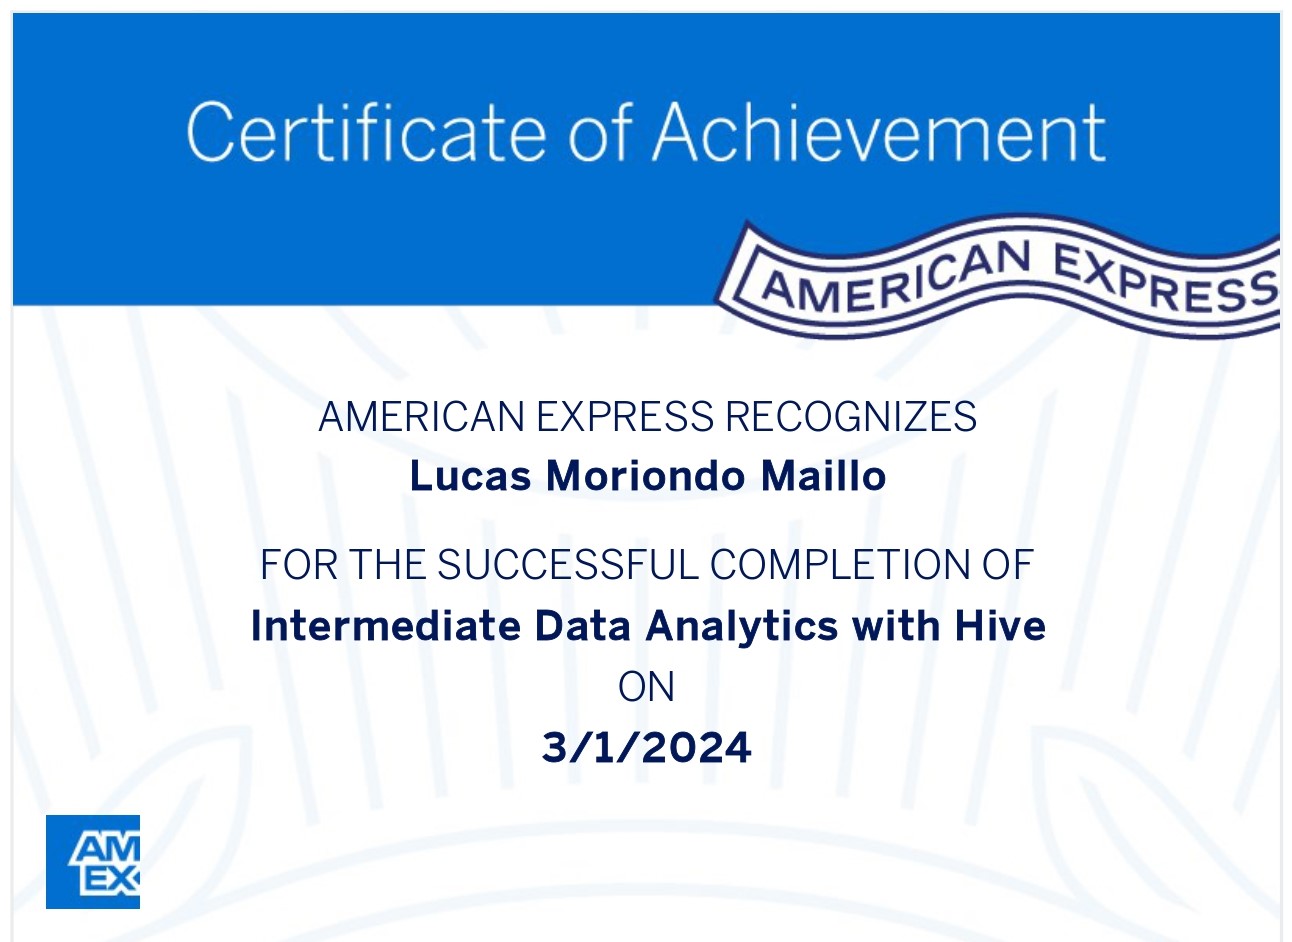 Certificate of Achievement
AMERICAN EXPRESS
AMERICAN EXPRESS RECOGNIZES
Lucas Moriondo Maillo
FOR THE SUCCESSFUL COMPLETION OF
Intermediate Data Analytics with Hive
ON
3/1/2024
AM
EX